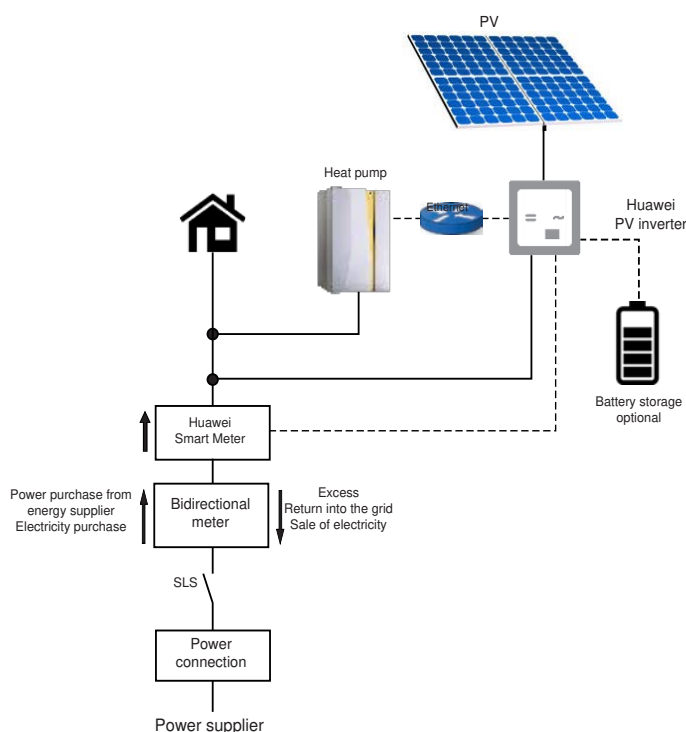 PV
Heat pump
Ethernet
Huawei
PV inverter
= ~
Battery storage
optional
Huawei
Smart Meter
Power purchase from
energy supplier
Electricity purchase
Bidirectional
meter
Excess
Return into the grid
Sale of electricity
SLS
Power
connection
Power supplier